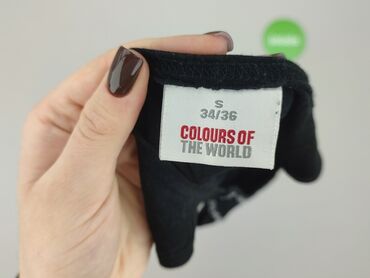 S
34/36
COLOURS OF
THE WORLD